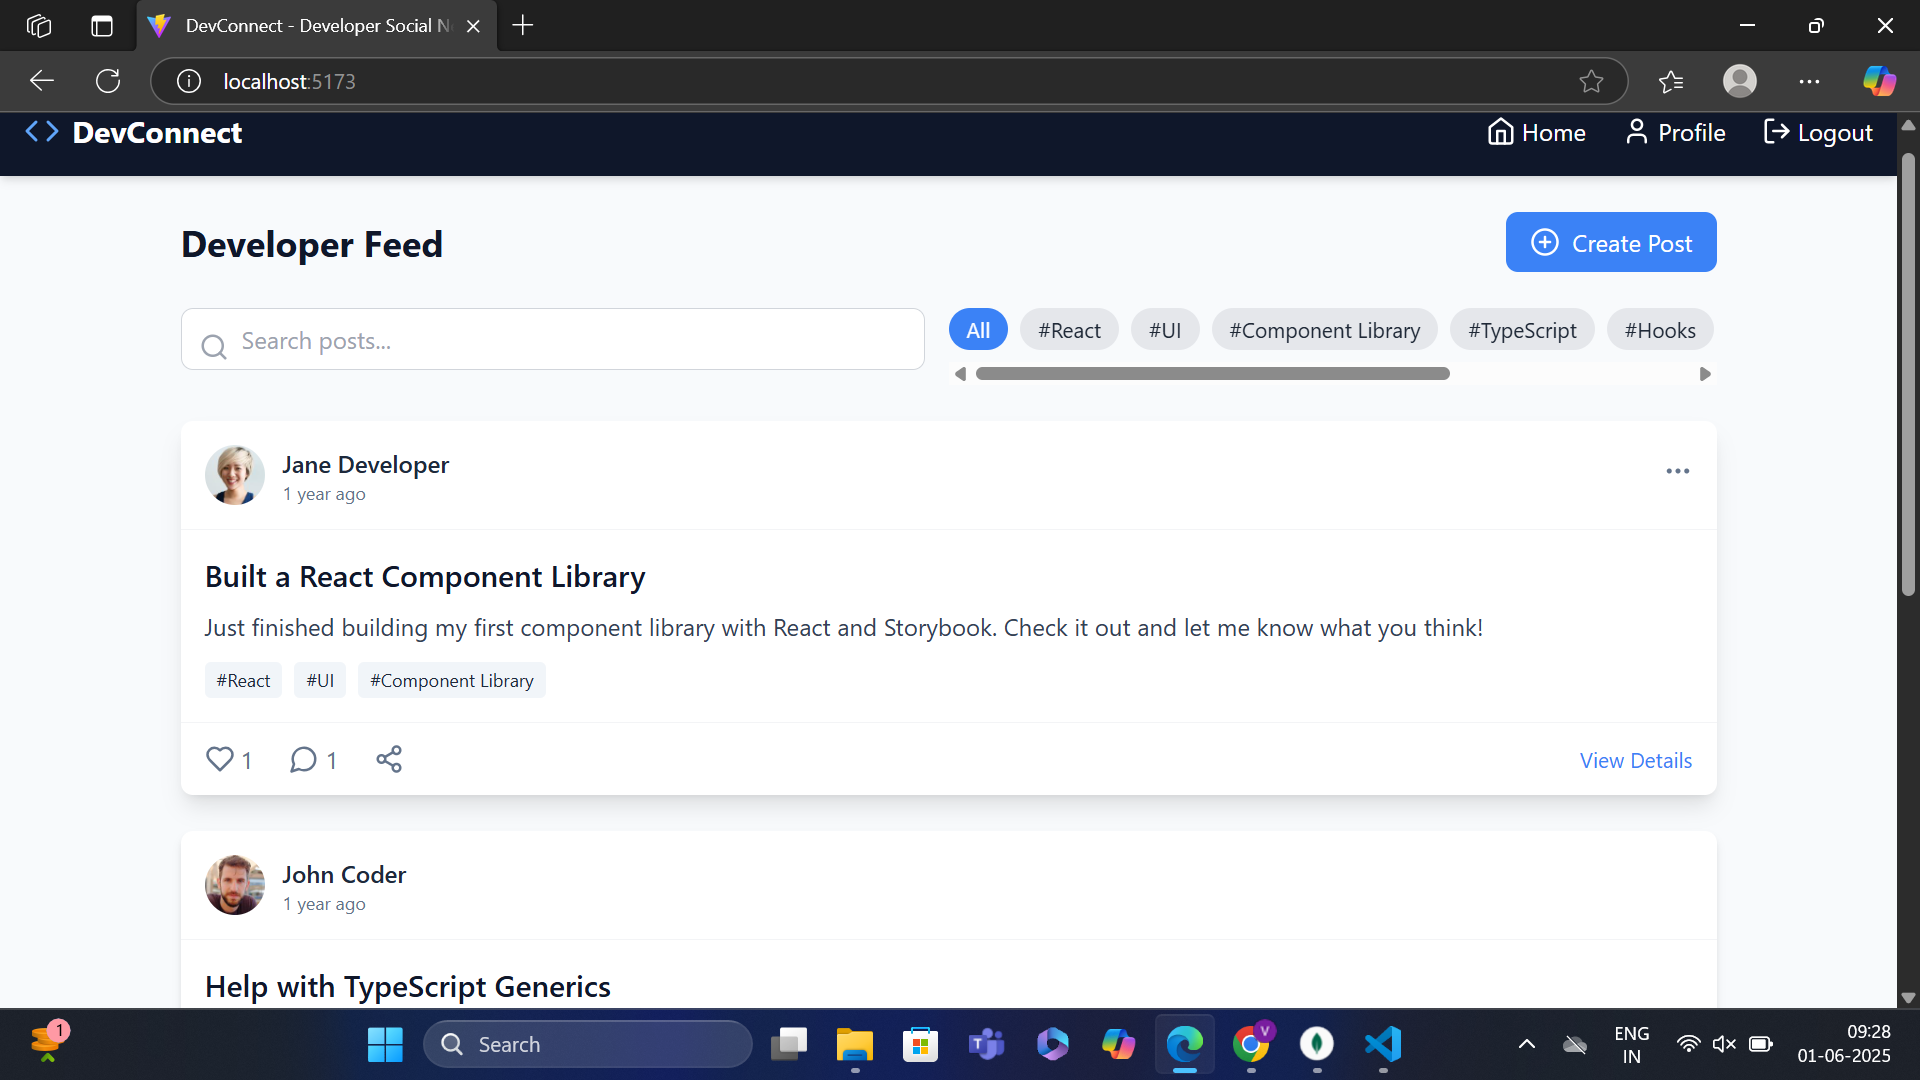 DevConnect - Developer Social N
localhost:5173
DevConnect
Home
Profile
Logout
Developer Feed
Create Post
Search posts...
All
#React
#UI
#Component Library
#TypeScript
#Hooks
Jane Developer
1 year ago
Built a React Component Library
Just finished building my first component library with React and Storybook. Check it out and let me know what you think!
#React
#UI
#Component Library
1
1
View Details
John Coder
1 year ago
Help with TypeScript Generics
1
Search
T
V
ENG
IN
09:28
01-06-2025